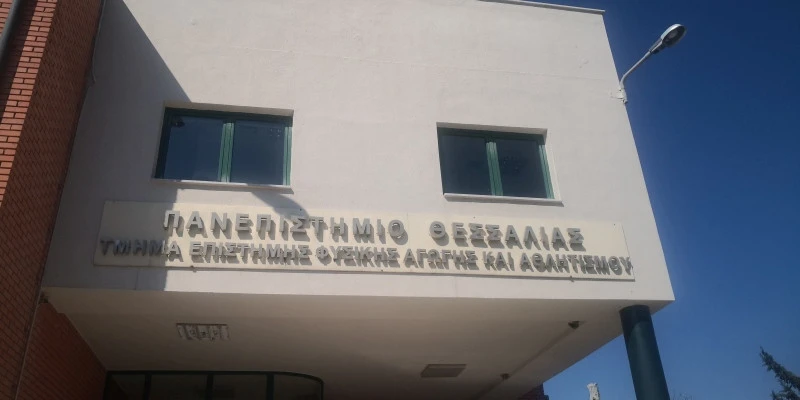 ΠΑΝΕΠΙΣΤΗΜΙΟ ΘΕΣΣΑΛΙΑΣ
ΤΜΗΜΑ ΕΠΙΣΤΗΜΗΣ ΦΥΣΙΚΗΣ ΑΓΩΓΗΣ ΚΑΙ ΑΘΛΗΤΙΣΜΟΥ